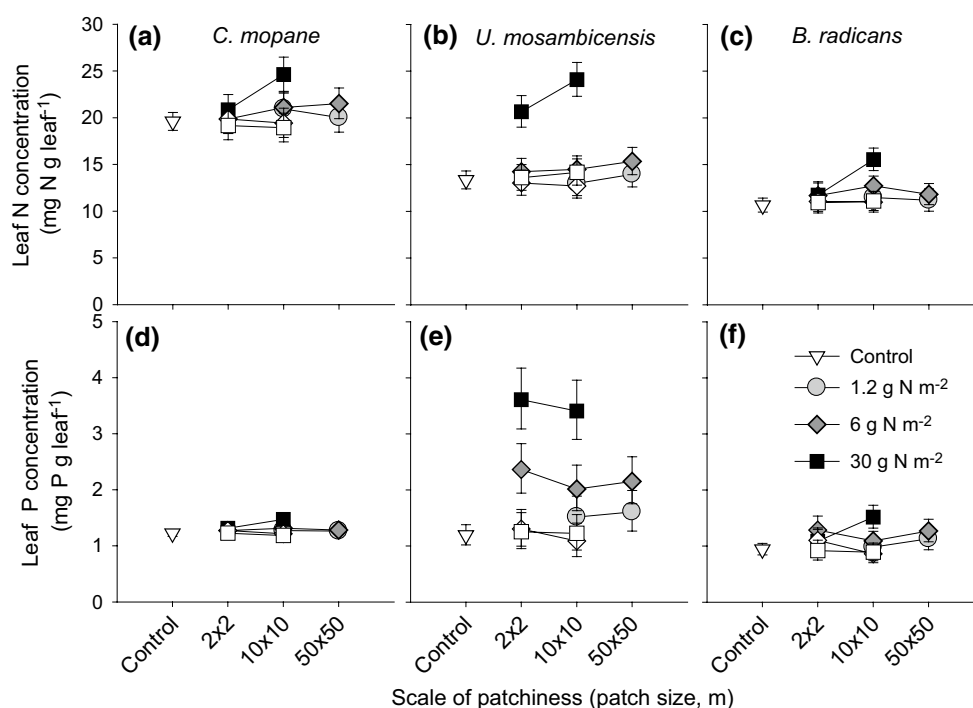 (a) C. mopane
(b) U. mosambicensis
(c) B. radicans
Leaf N concentration
(mg N g leaf⁻¹)
30
25
20
15
10
5
0
(d)
(e)
(f)
Leaf P concentration
(mg P g leaf⁻¹)
5
4
3
2
1
0
Control
1.2 g N m⁻²
6 g N m⁻²
30 g N m⁻²
Control 2x2 10x10 50x50
Control 2x2 10x10 50x50
Control 2x2 10x10 50x50
Scale of patchiness (patch size, m)